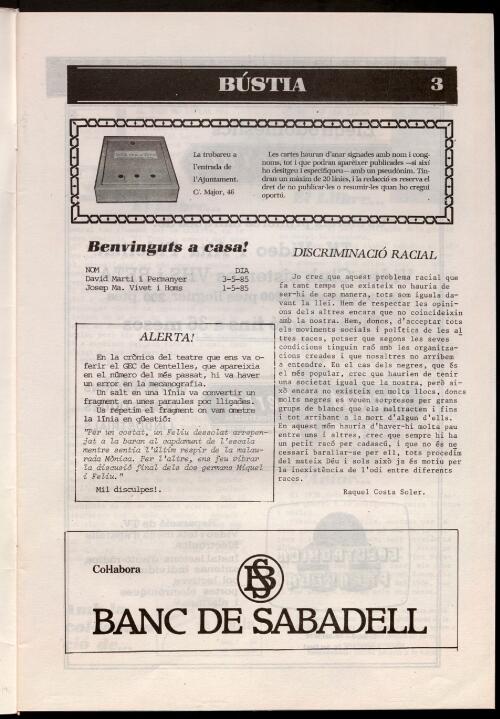 BÚSTIA 3
La trobareu a
l'entrada de
l'Ajuntament.
C/. Major, 46
Les cartes hauran d'anar signades amb nom i cong-
noms, tot i que podran aparèixer publicades —si així
ho desitgeu i especifiqueu— amb un pseudònim. Tin-
dran un màxim de 20 línies, i la redacció es reserva el
dret de no publicar-les o resumir-les quan ho cregui
oportú.
Benvinguts a casa!
NOM DIA
David Martí i Permanyer 3-5-85
Josep Ma. Vivet i Homs 1-5-85
ALERTA!
En la crònica del teatre que ens va o-
ferir el GEC de Centelles, que apareixia
en el número del més passat, hi va haver
un error en la mecanografia.
Un salt en una línia va convertir un
fragment en unes paraules poc lligades.
Us repetim el fragment on vam ometre
la línia en qüestió:
"Per un costat, un Feliu desolat arrepen-
jat a la baran al capdament de l'escala
mentre sentia l'últim respir de la malau-
rada Mònica. Per l'altre, ens feu vibrar
la discusió final dels dos germans Miquel
i Feliu."
Mil disculpes!.
DISCRIMINACIÓ RACIAL
Jo crec que aquest problema racial que
fa tant temps que existeix no hauria de
ser-hi de cap manera, tots som iguals da-
vant la llei. Hem de respectar les opini-
ons dels altres encara que no coincideixin
amb la nostra. Hem, doncs, d'acceptar tots
els moviments socials i polítics de les al
tres races, potser que segons les seves
condicions tinguin raó amb les organitza-
cions creades i que nosaltres no arribem
a entendre. En el cas dels negres, que és
el més popular, crec que haurien de tenir
una societat igual que la nostra, però ai-
xò encara no existeix en molts llocs, doncs
molts negres es veuen sorpresos per grans
grups de blancs que els maltracten i fins
i tot arribant a la mort d'algun d'ells.
En aquest món hauria d'haver-hi molta pau
entre uns i altres, crec que sempre hi ha
un petit racó per cadascú, i que no és ne-
cessari barallar-se per ell, tots procedim
del mateix Déu i sols això ja és motiu per
la inexistència de l'odi entre diferents
races.
Raquel Costa Soler.
Col·labora
BANC DE SABADELL